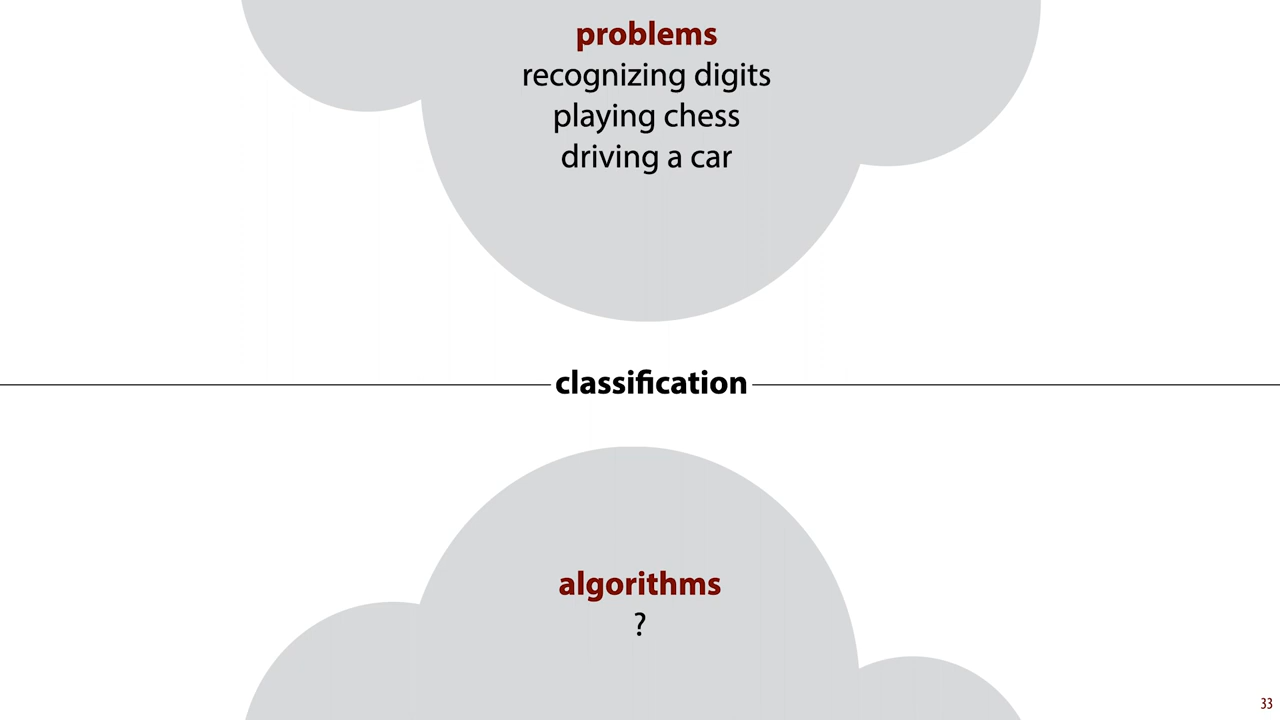 problems
recognizing digits
playing chess
driving a car
classification
algorithms
?
33